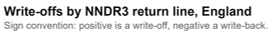 Write-offs by NNDR3 return line, England
Sign convention: positive is a write-off, negative a write-back.